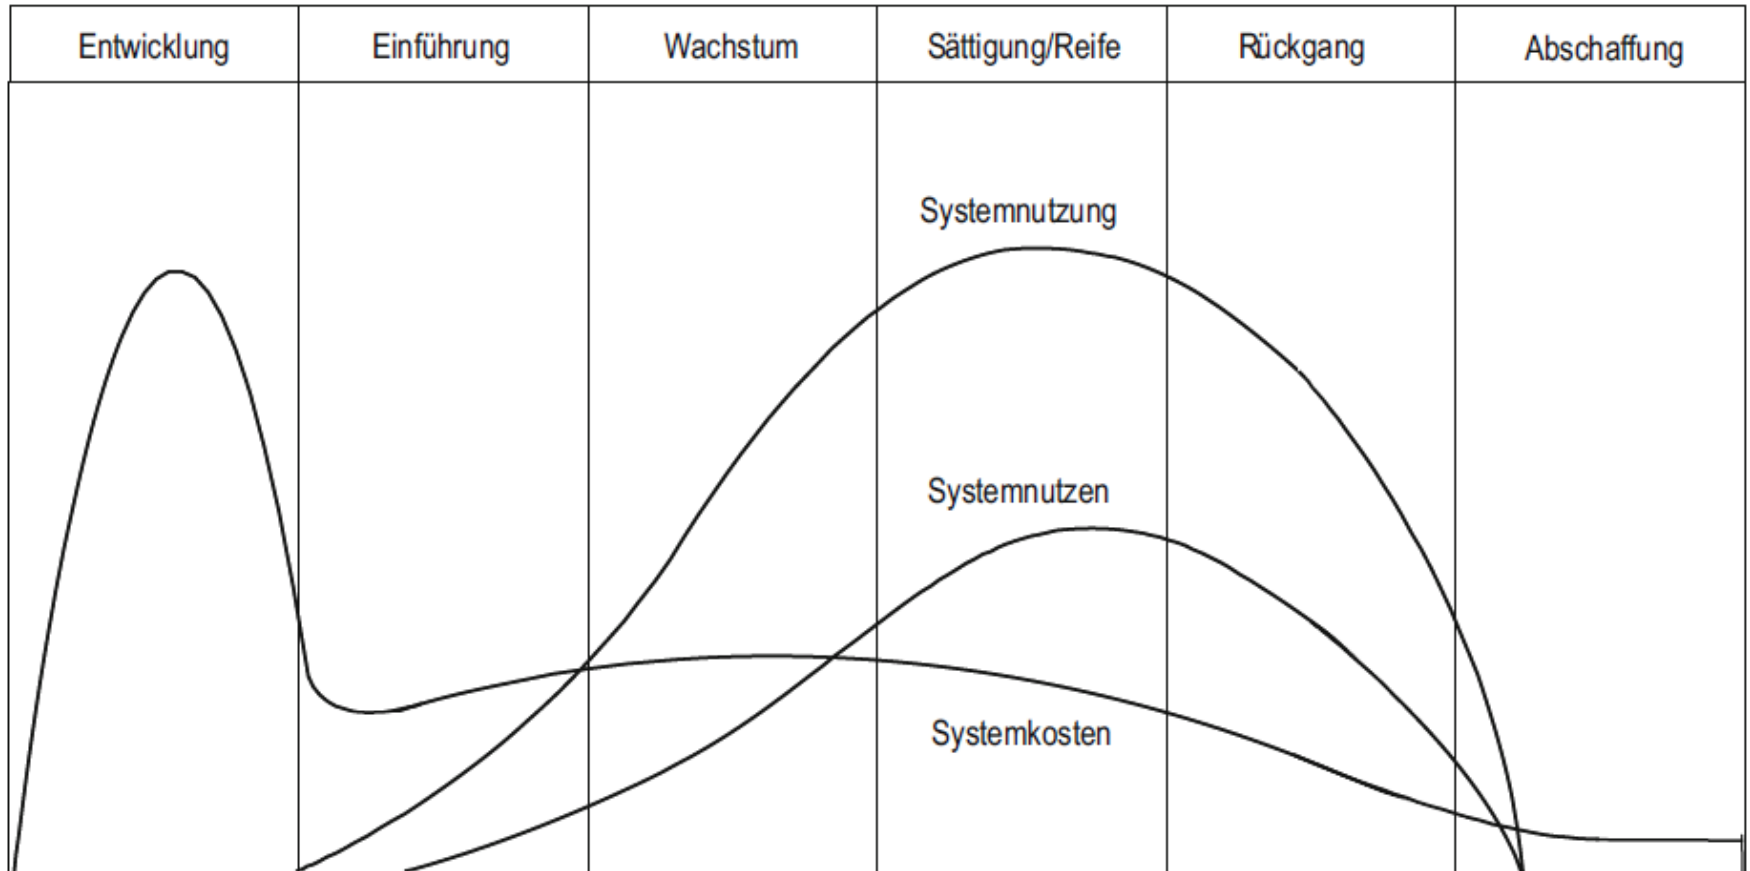 Entwicklung
Einführung
Wachstum
Sättigung/Reife
Rückgang
Abschaffung
Systemnutzung
Systemnutzen
Systemkosten